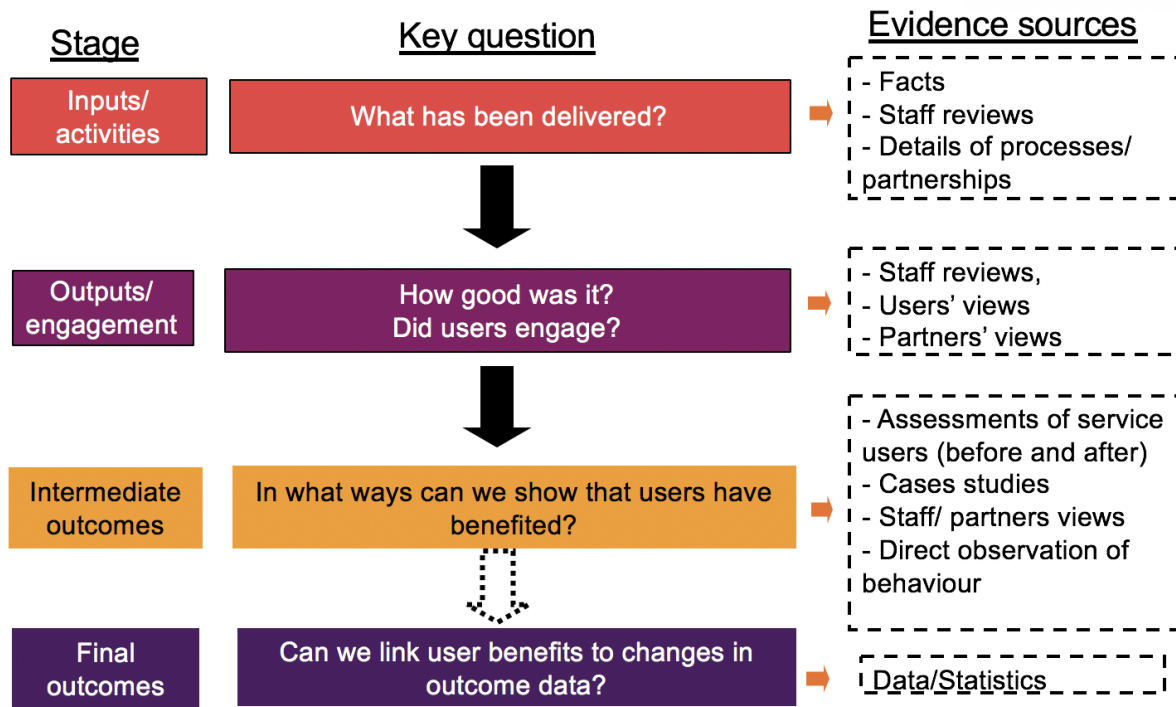 Stage
Key question
Evidence sources
Inputs/
activities
What has been delivered?
- Facts
- Staff reviews
- Details of processes/
partnerships
Outputs/
engagement
How good was it?
Did users engage?
- Staff reviews,
- Users’ views
- Partners’ views
Intermediate
outcomes
In what ways can we show that users have
benefited?
- Assessments of service
users (before and after)
- Cases studies
- Staff/ partners views
- Direct observation of
behaviour
Final
outcomes
Can we link user benefits to changes in
outcome data?
Data/Statistics